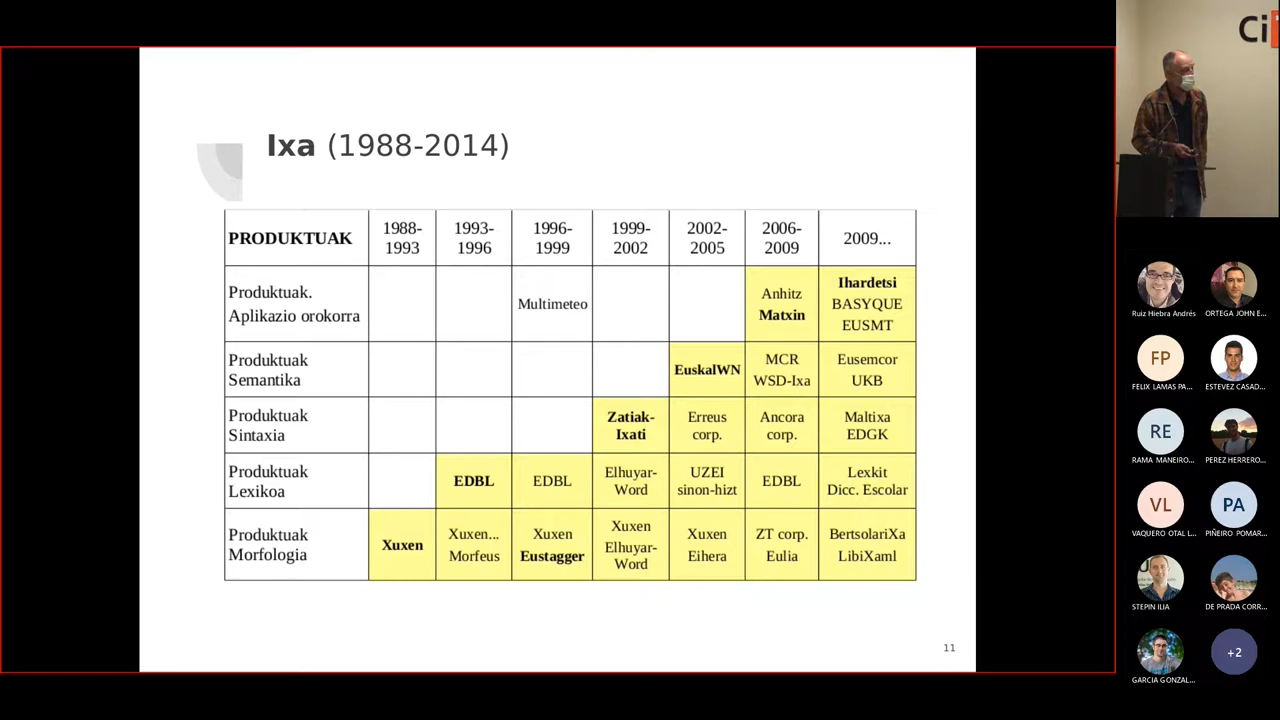 Ci
Ixa (1988-2014)
PRODUKTUAK
1988-
1993
1993-
1996
1996-
1999
1999-
2002
2002-
2005
2006-
2009
2009...
Produktuak.
Aplikazio orokorra
Multimeteo
Anhitz
Matxin
Ihardetsi
BASYQUE
EUSMT
Produktuak
Semantika
EuskalWN
MCR
WSD-Ixa
Eusemcor
UKB
Produktuak
Sintaxia
Zatiak-
Ixati
Erreus
corp.
Ancora
corp.
Maltixa
EDGK
Produktuak
Lexikoa
EDBL
EDBL
Elhuyar-
Word
UZEI
sinon-hizt
EDBL
Lexkit
Dicc. Escolar
Produktuak
Morfologia
Xuxen
Xuxen...
Morfeus
Xuxen
Eustagger
Xuxen
Elhuyar-
Word
Xuxen
Eihera
ZT corp.
Eulia
BertsolariXa
LibiXaml
11
Ruiz Hiebra Andrés
ORTEGA JOHN E...
FP
FELIX LAMAS PA...
ESTEVEZ CASAD...
RE
RAMA MANEIRO...
PEREZ HERRERO...
VL
VAQUERO OTAL L...
PA
PIÑEIRO POMAR...
STEPIN ILIA
DE PRADA CORR...
GARCIA GONZAL...
+2